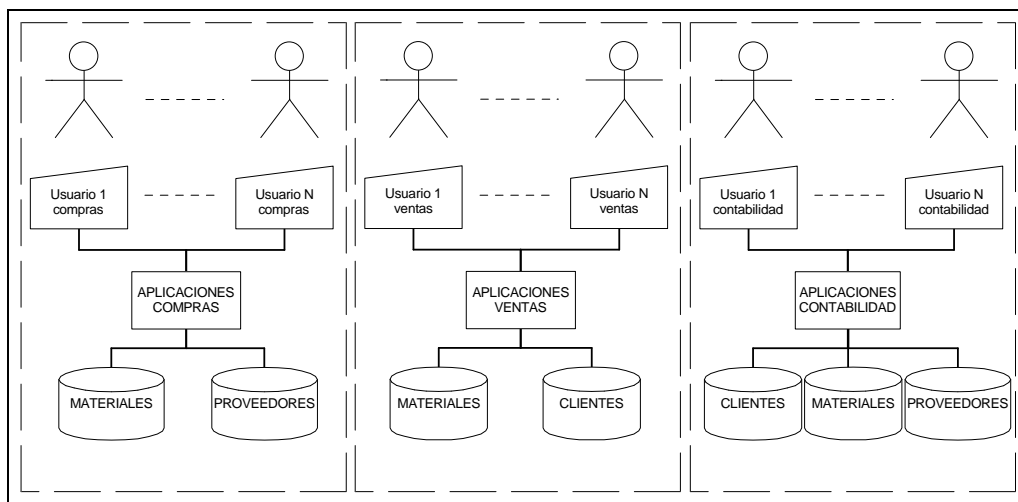 Usuario 1
compras
Usuario N
compras
Usuario 1
ventas
Usuario N
ventas
Usuario 1
contabilidad
Usuario N
contabilidad
APLICACIONES
COMPRAS
APLICACIONES
VENTAS
APLICACIONES
CONTABILIDAD
MATERIALES
PROVEEDORES
MATERIALES
CLIENTES
CLIENTES
MATERIALES
PROVEEDORES